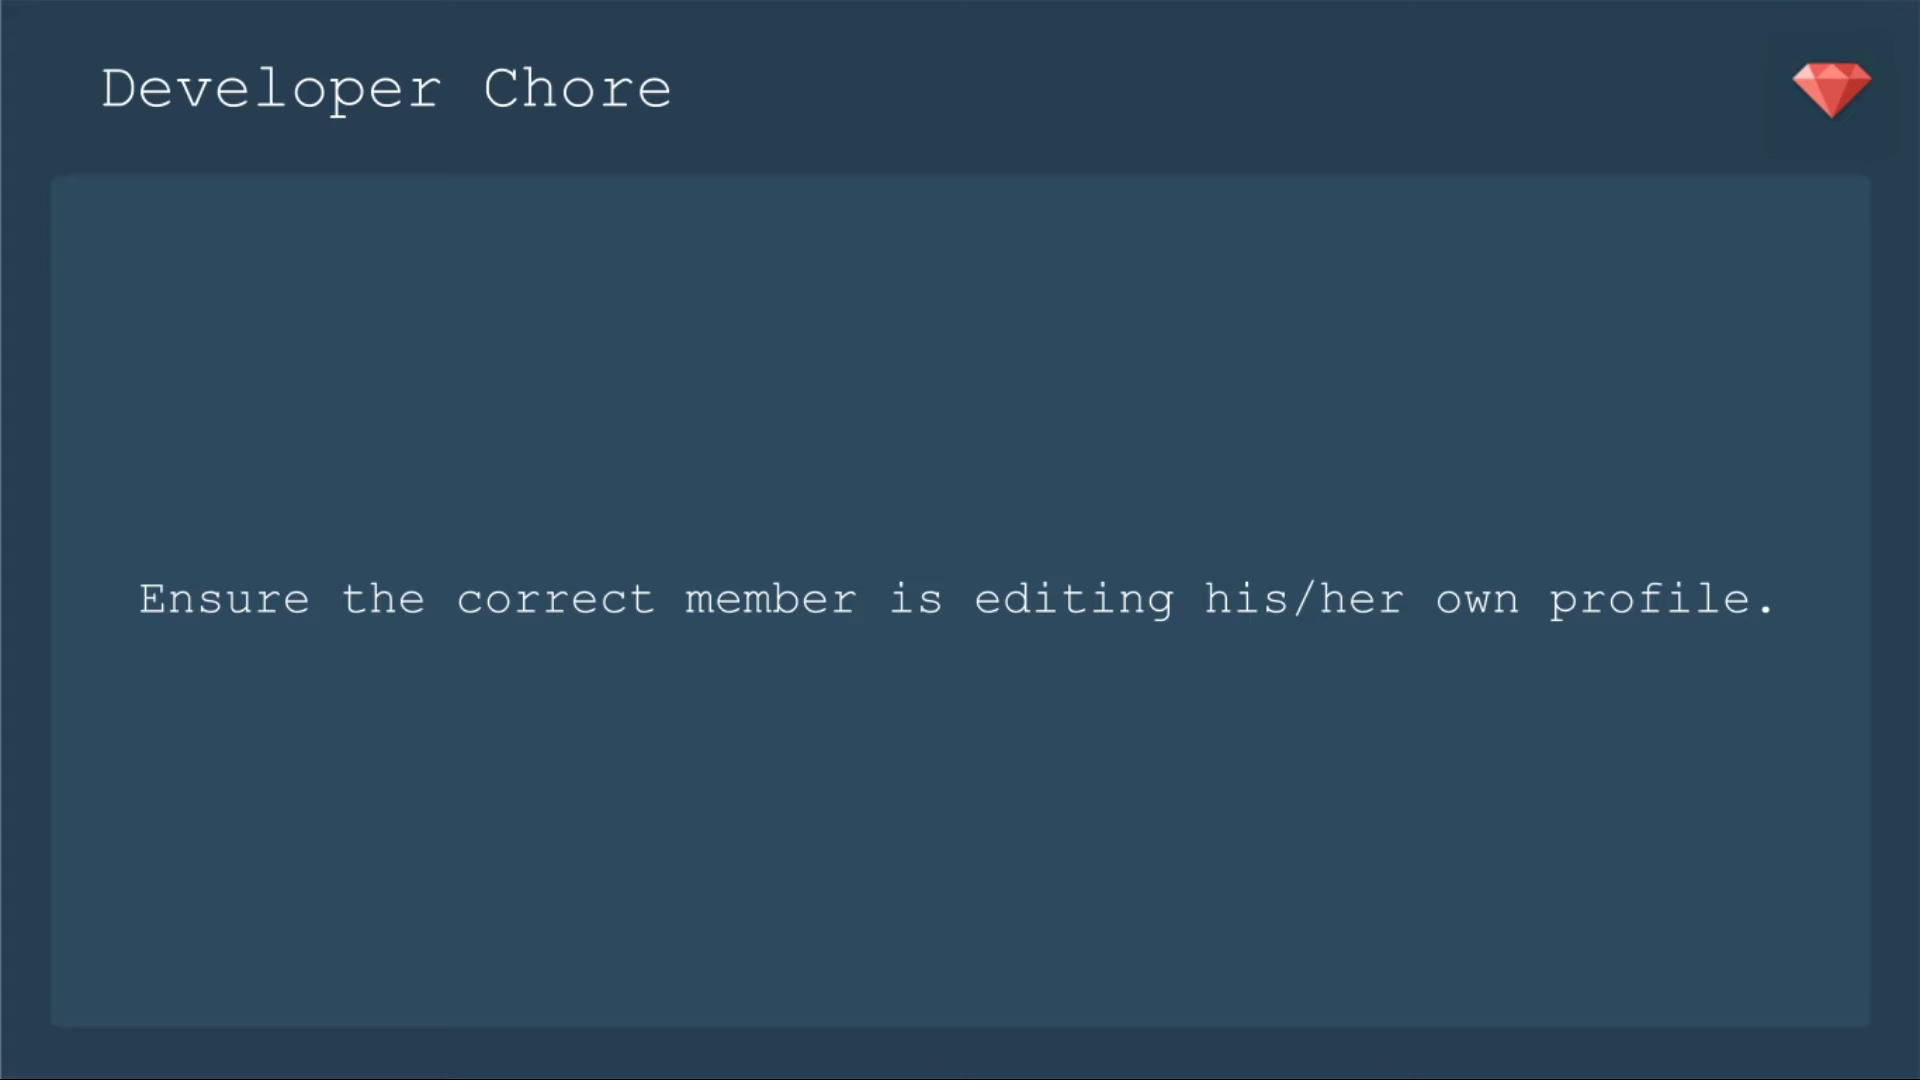 Developer Chore
Ensure the correct member is editing his/her own profile.